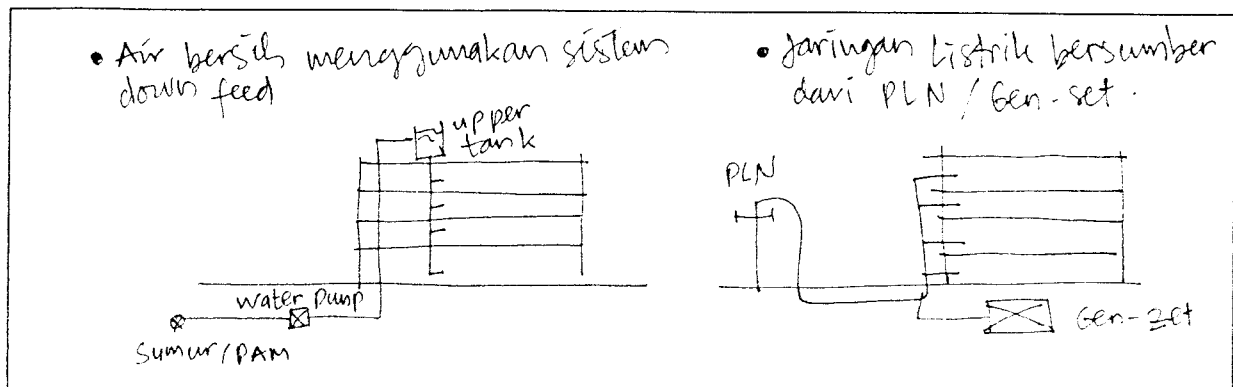 • Air bersih menggunakan sistem
down feed
upper
tank
water pump
Sumur/PAM
• Jaringan Listrik bersumber
dari PLN / Gen-set.
PLN
Gen-zet